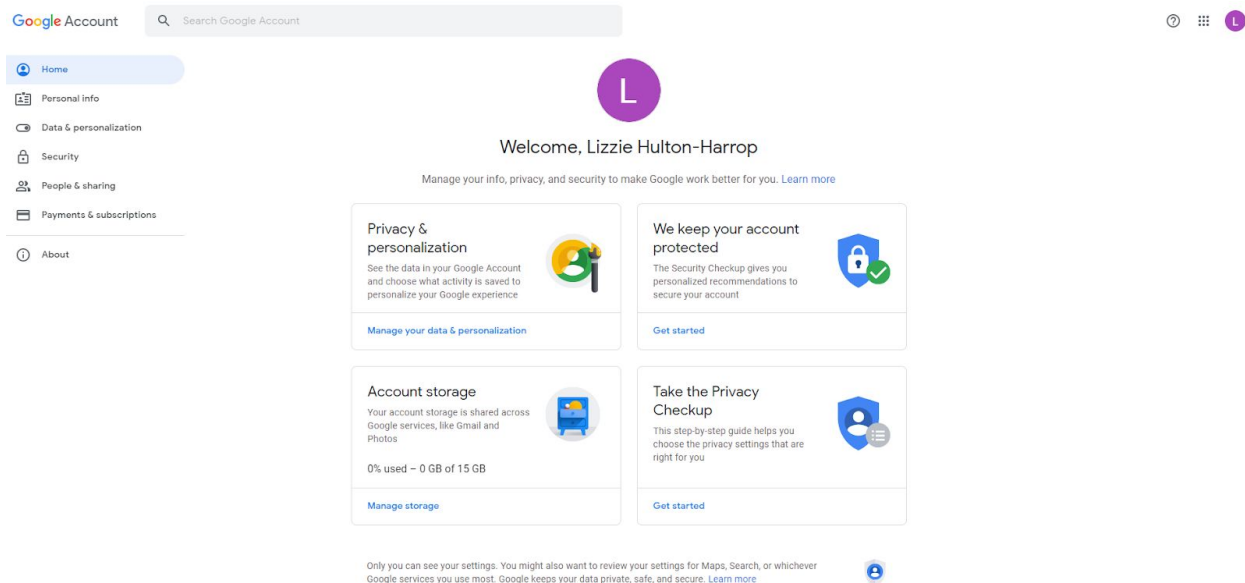 Google Account
Search Google Account
L
Home
Personal info
Data & personalization
Security
People & sharing
Payments & subscriptions
About
L
Welcome, Lizzie Hulton-Harrop
Manage your info, privacy, and security to make Google work better for you. Learn more
Privacy &
personalization
See the data in your Google Account
and choose what activity is saved to
personalize your Google experience
Manage your data & personalization
We keep your account
protected
The Security Checkup gives you
personalized recommendations to
secure your account
Get started
Account storage
Your account storage is shared across
Google services, like Gmail and
Photos
0% used – 0 GB of 15 GB
Manage storage
Take the Privacy
Checkup
This step-by-step guide helps you
choose the privacy settings that are
right for you
Get started
Only you can see your settings. You might also want to review your settings for Maps, Search, or whichever
Google services you use most. Google keeps your data private, safe, and secure. Learn more